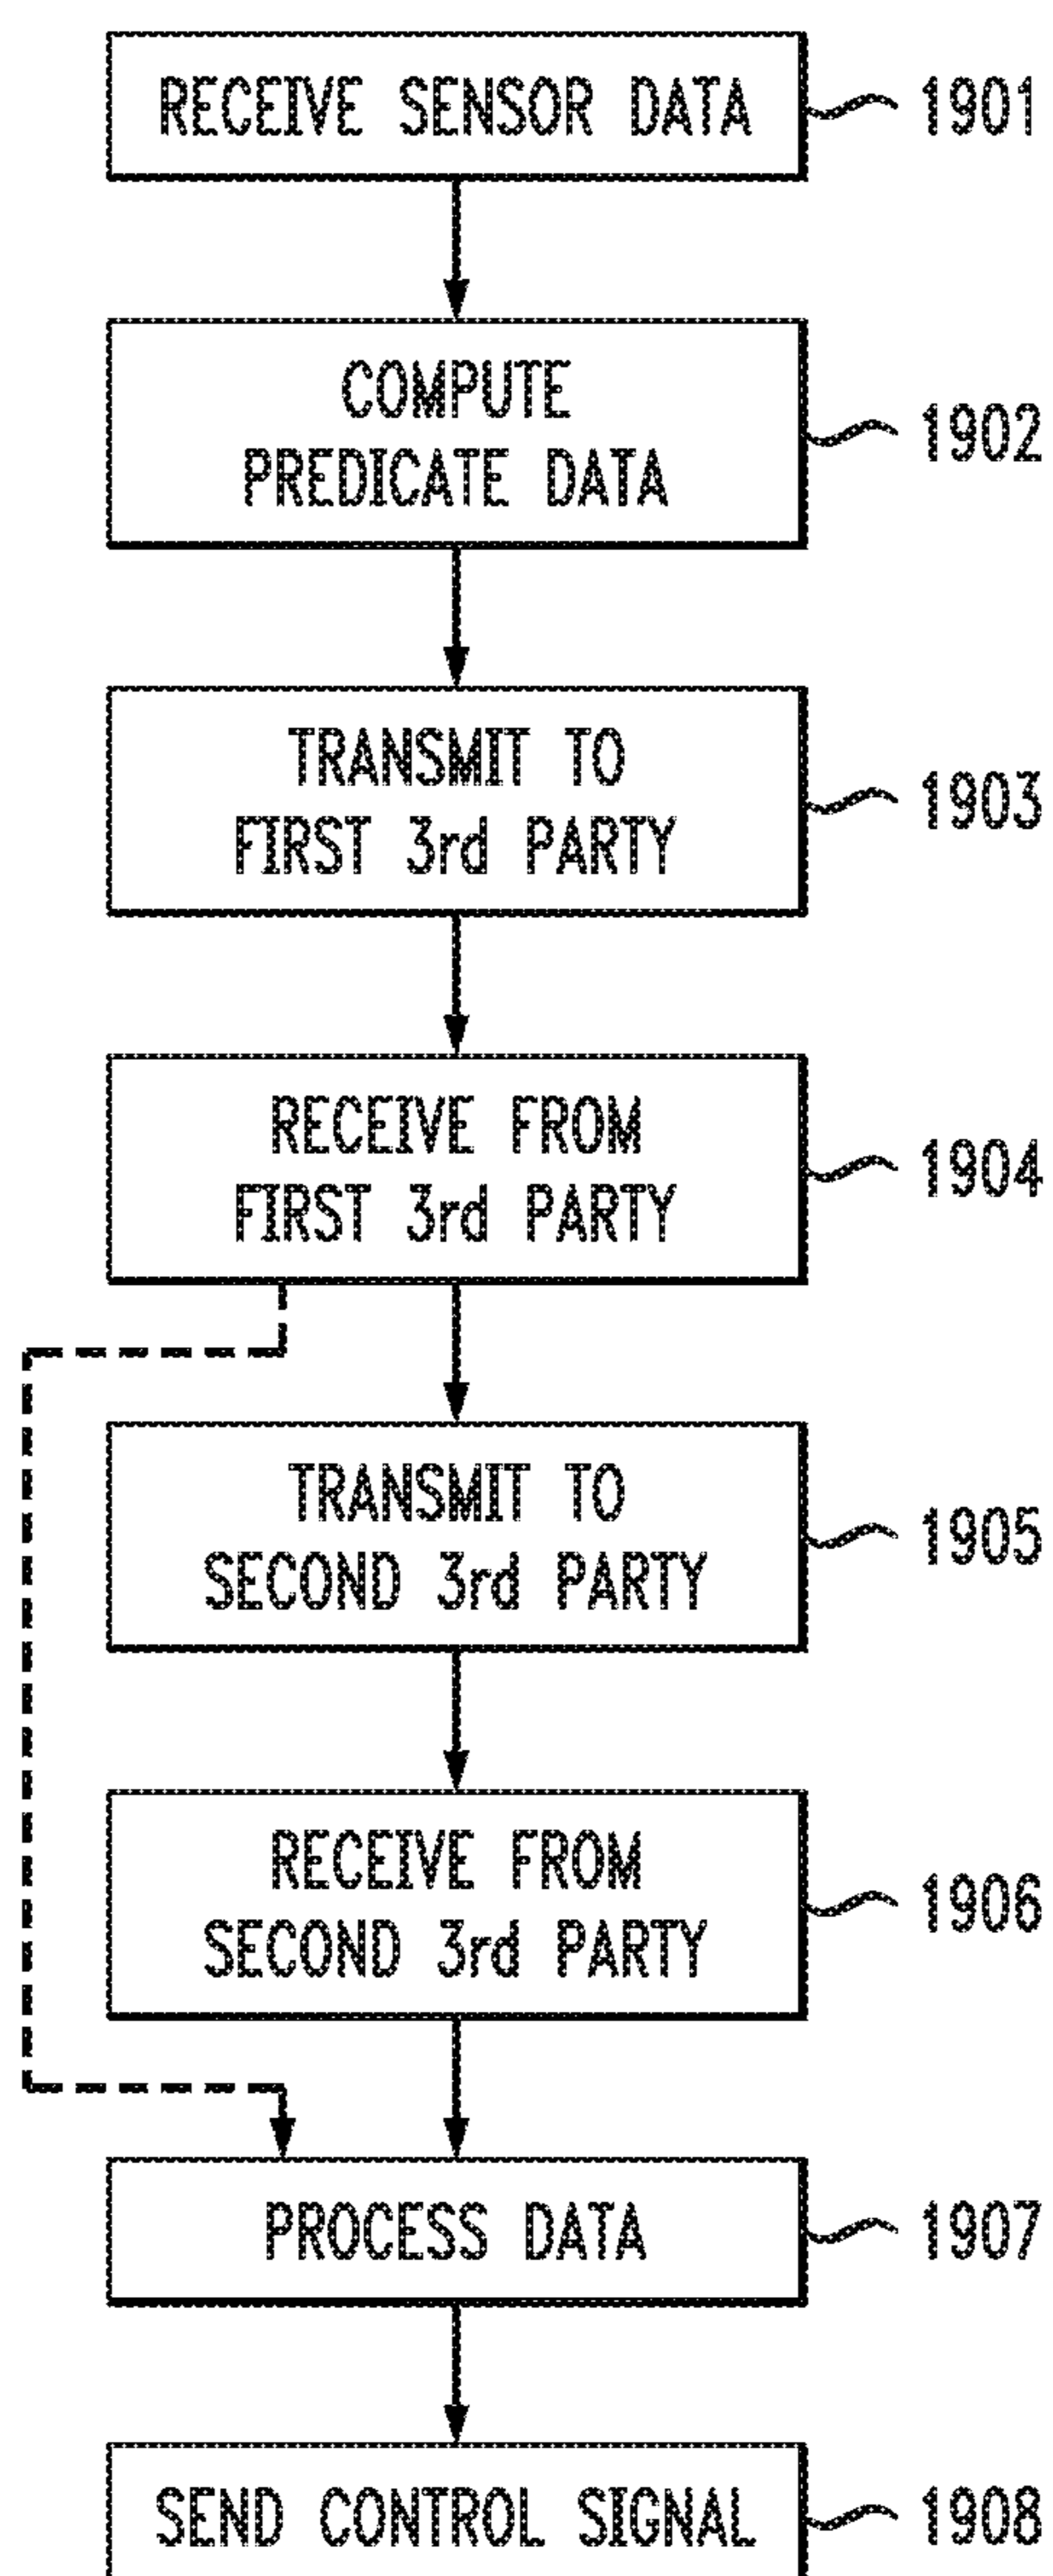 RECEIVE SENSOR DATA
1901
COMPUTE
PREDICATE DATA
1902
TRANSMIT TO
FIRST 3rd PARTY
1903
RECEIVE FROM
FIRST 3rd PARTY
1904
TRANSMIT TO
SECOND 3rd PARTY
1905
RECEIVE FROM
SECOND 3rd PARTY
1906
PROCESS DATA
1907
SEND CONTROL SIGNAL
1908